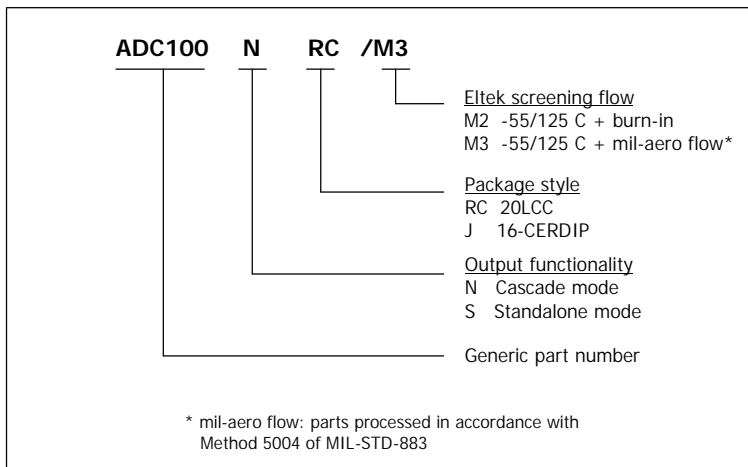 ADC100 N RC /M3
Eltek screening flow
M2 -55/125 C + burn-in
M3 -55/125 C + mil-aero flow*
Package style
RC 20LCC
J 16-CERDIP
Output functionality
N Cascade mode
S Standalone mode
Generic part number
* mil-aero flow: parts processed in accordance with
Method 5004 of MIL-STD-883